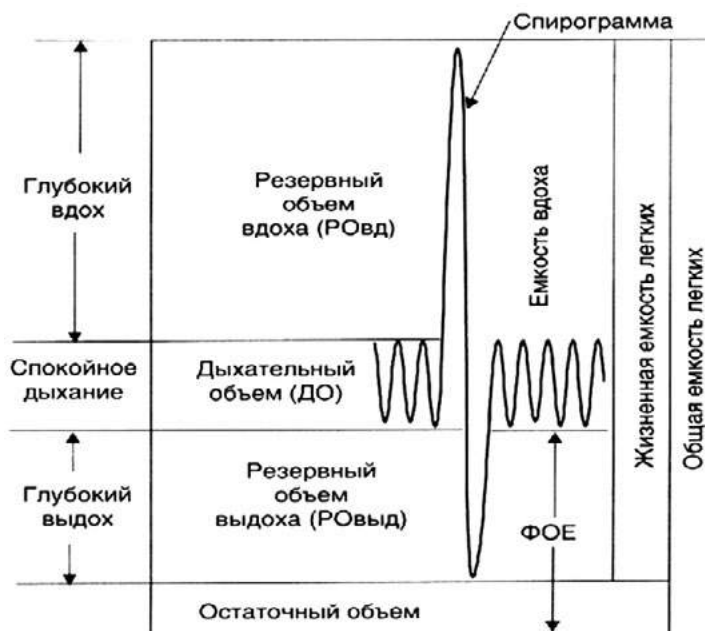 Спирограмма
Глубокий
вдох
Резервный
объем
вдоха (РОвд)
Емкость вдоха
Жизненная емкость легких
Общая емкость легких
Спокойное
дыхание
Дыхательный
объем (ДО)
Глубокий
выдох
Резервный
объем
выдоха (РОвыд)
ФОЕ
Остаточный объем